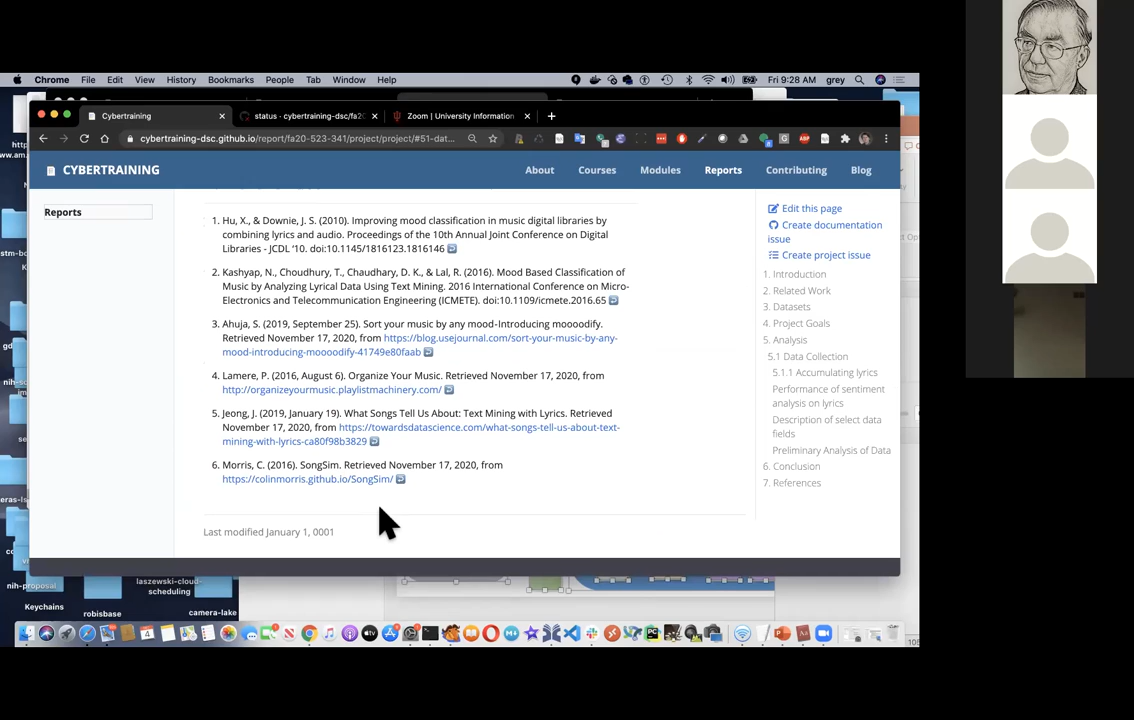 Chrome File Edit View History Bookmarks People Tab Window Help
Fri 9:28 AM grey
Cybertraining
status · cybertraining-dsc/fa20
Zoom | University Information
cybertraining-dsc.github.io/report/fa20-523-341/project/project/#51-dat...
CYBERTRAINING
About Courses Modules Reports Contributing Blog
Reports
1. Hu, X., & Downie, J. S. (2010). Improving mood classification in music digital libraries by
combining lyrics and audio. Proceedings of the 10th Annual Joint Conference on Digital
Libraries - JCDL '10. doi:10.1145/1816123.1816146
2. Kashyap, N., Choudhury, T., Chaudhary, D. K., & Lal, R. (2016). Mood Based Classification of
Music by Analyzing Lyrical Data Using Text Mining. 2016 International Conference on Micro-
Electronics and Telecommunication Engineering (ICMETE). doi:10.1109/icmete.2016.65
3. Ahuja, S. (2019, September 25). Sort your music by any mood-Introducing moooodify.
Retrieved November 17, 2020, from https://blog.usejournal.com/sort-your-music-by-any-
mood-introducing-moooodify-41749e80faab
4. Lamere, P. (2016, August 6). Organize Your Music. Retrieved November 17, 2020, from
http://organizeyourmusic.playlistmachinery.com/
5. Jeong, J. (2019, January 19). What Songs Tell Us About: Text Mining with Lyrics. Retrieved
November 17, 2020, from https://towardsdatascience.com/what-songs-tell-us-about-text-
mining-with-lyrics-ca80f98b3829
6. Morris, C. (2016). SongSim. Retrieved November 17, 2020, from
https://colinmorris.github.io/SongSim/
Last modified January 1, 0001
Edit this page
Create documentation
issue
Create project issue
1. Introduction
2. Related Work
3. Datasets
4. Project Goals
5. Analysis
5.1 Data Collection
5.1.1 Accumulating lyrics
Performance of sentiment
analysis on lyrics
Description of select data
fields
Preliminary Analysis of Data
6. Conclusion
7. References
nih-proposal
Keychains
robisbase
laszewski-cloud-
scheduling
camera-lake